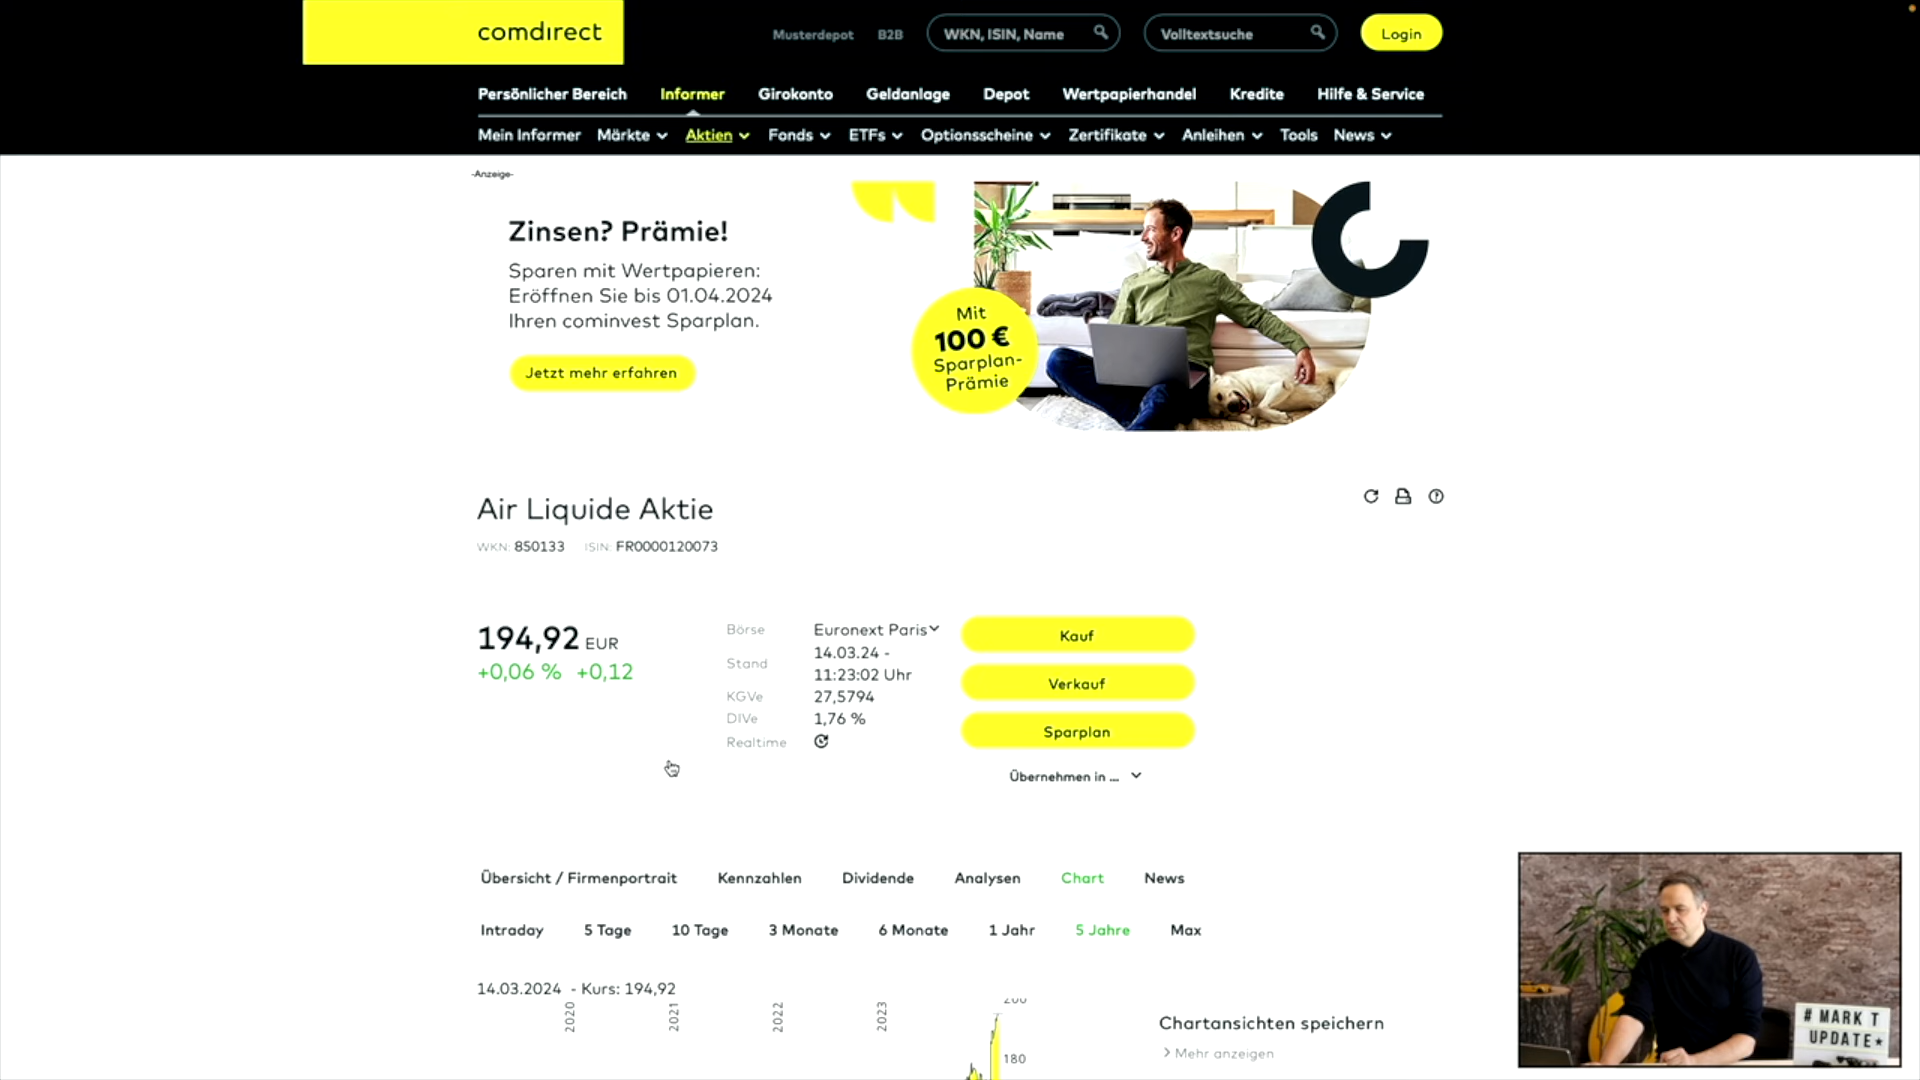 comdirect
Musterdepot B2B WKN, ISIN, Name Volltextsuche Login
Persönlicher Bereich Informer Girokonto Geldanlage Depot Wertpapierhandel Kredite Hilfe & Service
Mein Informer Märkte Aktien Fonds ETFs Optionsscheine Zertifikate Anleihen Tools News
-Anzeige-
Zinsen? Prämie!
Sparen mit Wertpapieren:
Eröffnen Sie bis 01.04.2024
Ihren cominvest Sparplan.
Jetzt mehr erfahren
Mit
100 €
Sparplan-
Prämie
Air Liquide Aktie
WKN: 850133 ISIN: FR0000120073
194,92 EUR
+0,06 % +0,12
Börse Euronext Paris
Stand 14.03.24 -
11:23:02 Uhr
KGVe 27,5794
DIVe 1,76 %
Realtime
Kauf
Verkauf
Sparplan
Übernehmen in ...
Übersicht / Firmenportrait Kennzahlen Dividende Analysen Chart News
Intraday 5 Tage 10 Tage 3 Monate 6 Monate 1 Jahr 5 Jahre Max
14.03.2024 - Kurs: 194,92
2020 2021 2022 2023
200
180
Chartansichten speichern
Mehr anzeigen
# MARKT
UPDATE★